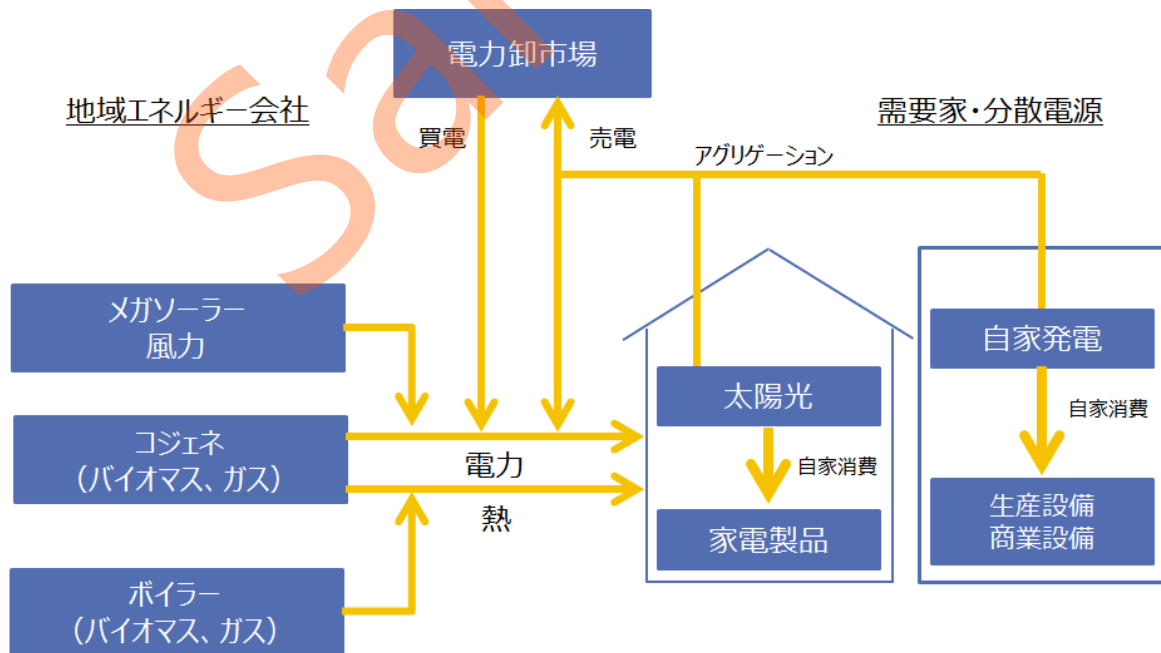 電力卸市場
地域エネルギー会社
需要家・分散電源
買電
売電
アグリゲーション
メガソーラー
風力
自家発電
太陽光
自家消費
コジェネ
(バイオマス、ガス)
電力
自家消費
熱
家電製品
生産設備
商業設備
ボイラー
(バイオマス、ガス)